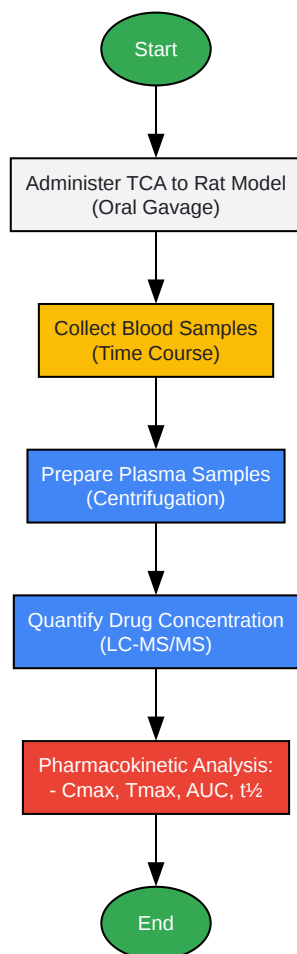 Start
Administer TCA to Rat Model
(Oral Gavage)
Collect Blood Samples
(Time Course)
Prepare Plasma Samples
(Centrifugation)
Quantify Drug Concentration
(LC-MS/MS)
Pharmacokinetic Analysis:
- Cmax, Tmax, AUC, t½
End